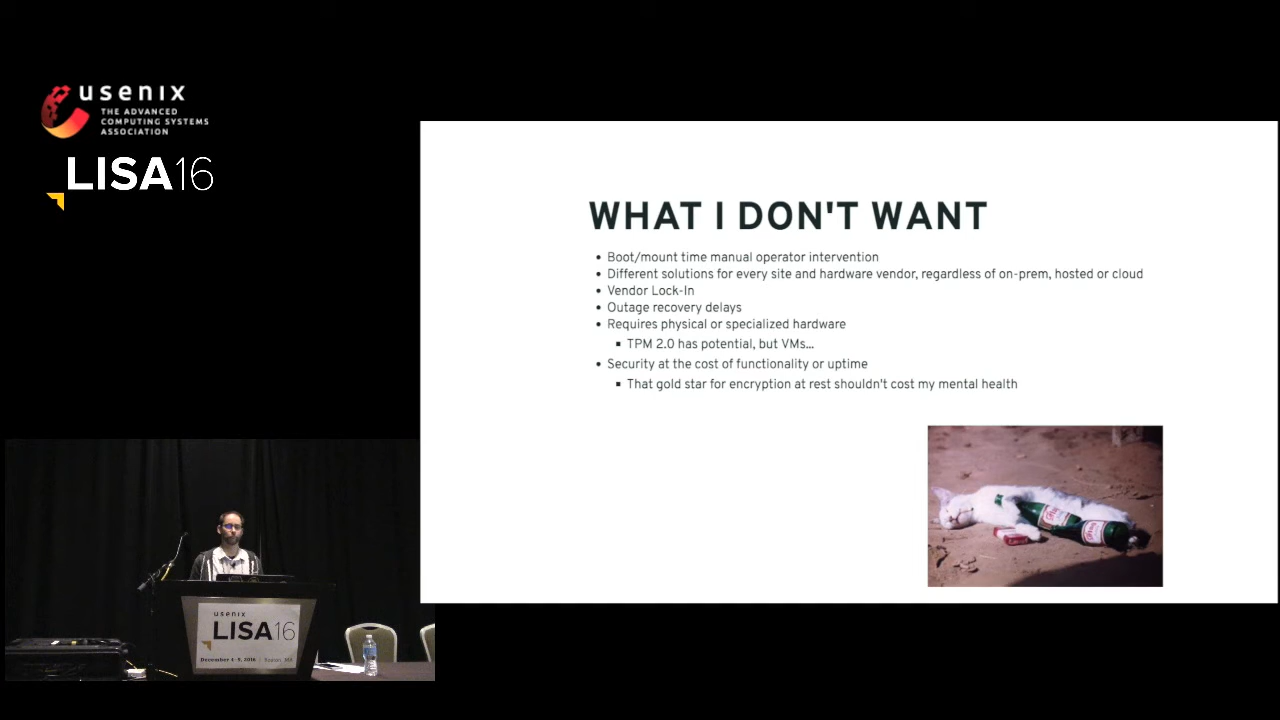 usenix
THE ADVANCED
COMPUTING SYSTEMS
ASSOCIATION
LISA16
WHAT I DON'T WANT
• Boot/mount time manual operator intervention
• Different solutions for every site and hardware vendor, regardless of on-prem, hosted or cloud
• Vendor Lock-In
• Outage recovery delays
• Requires physical or specialized hardware
▪ TPM 2.0 has potential, but VMs...
• Security at the cost of functionality or uptime
▪ That gold star for encryption at rest shouldn't cost my mental health
usenix
LISA16
December 4–9, 2016 | Boston, MA